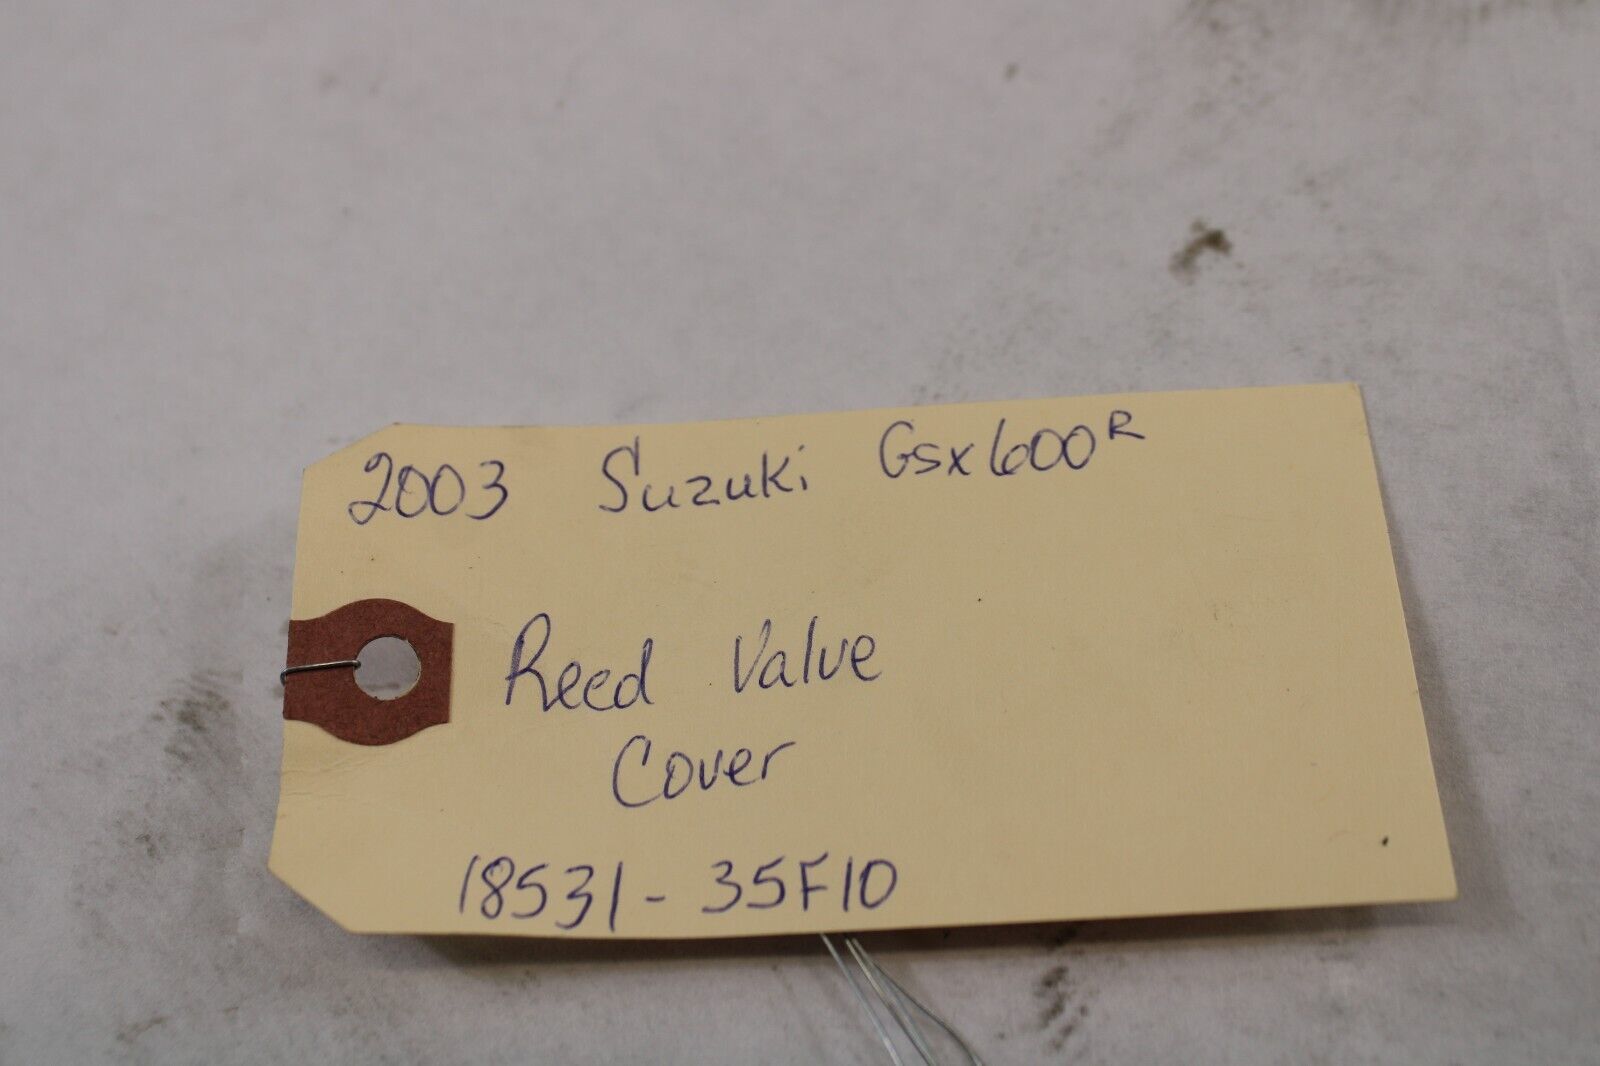 2003 Suzuki Gsx600R
Reed Valve
Cover
18531-35F10